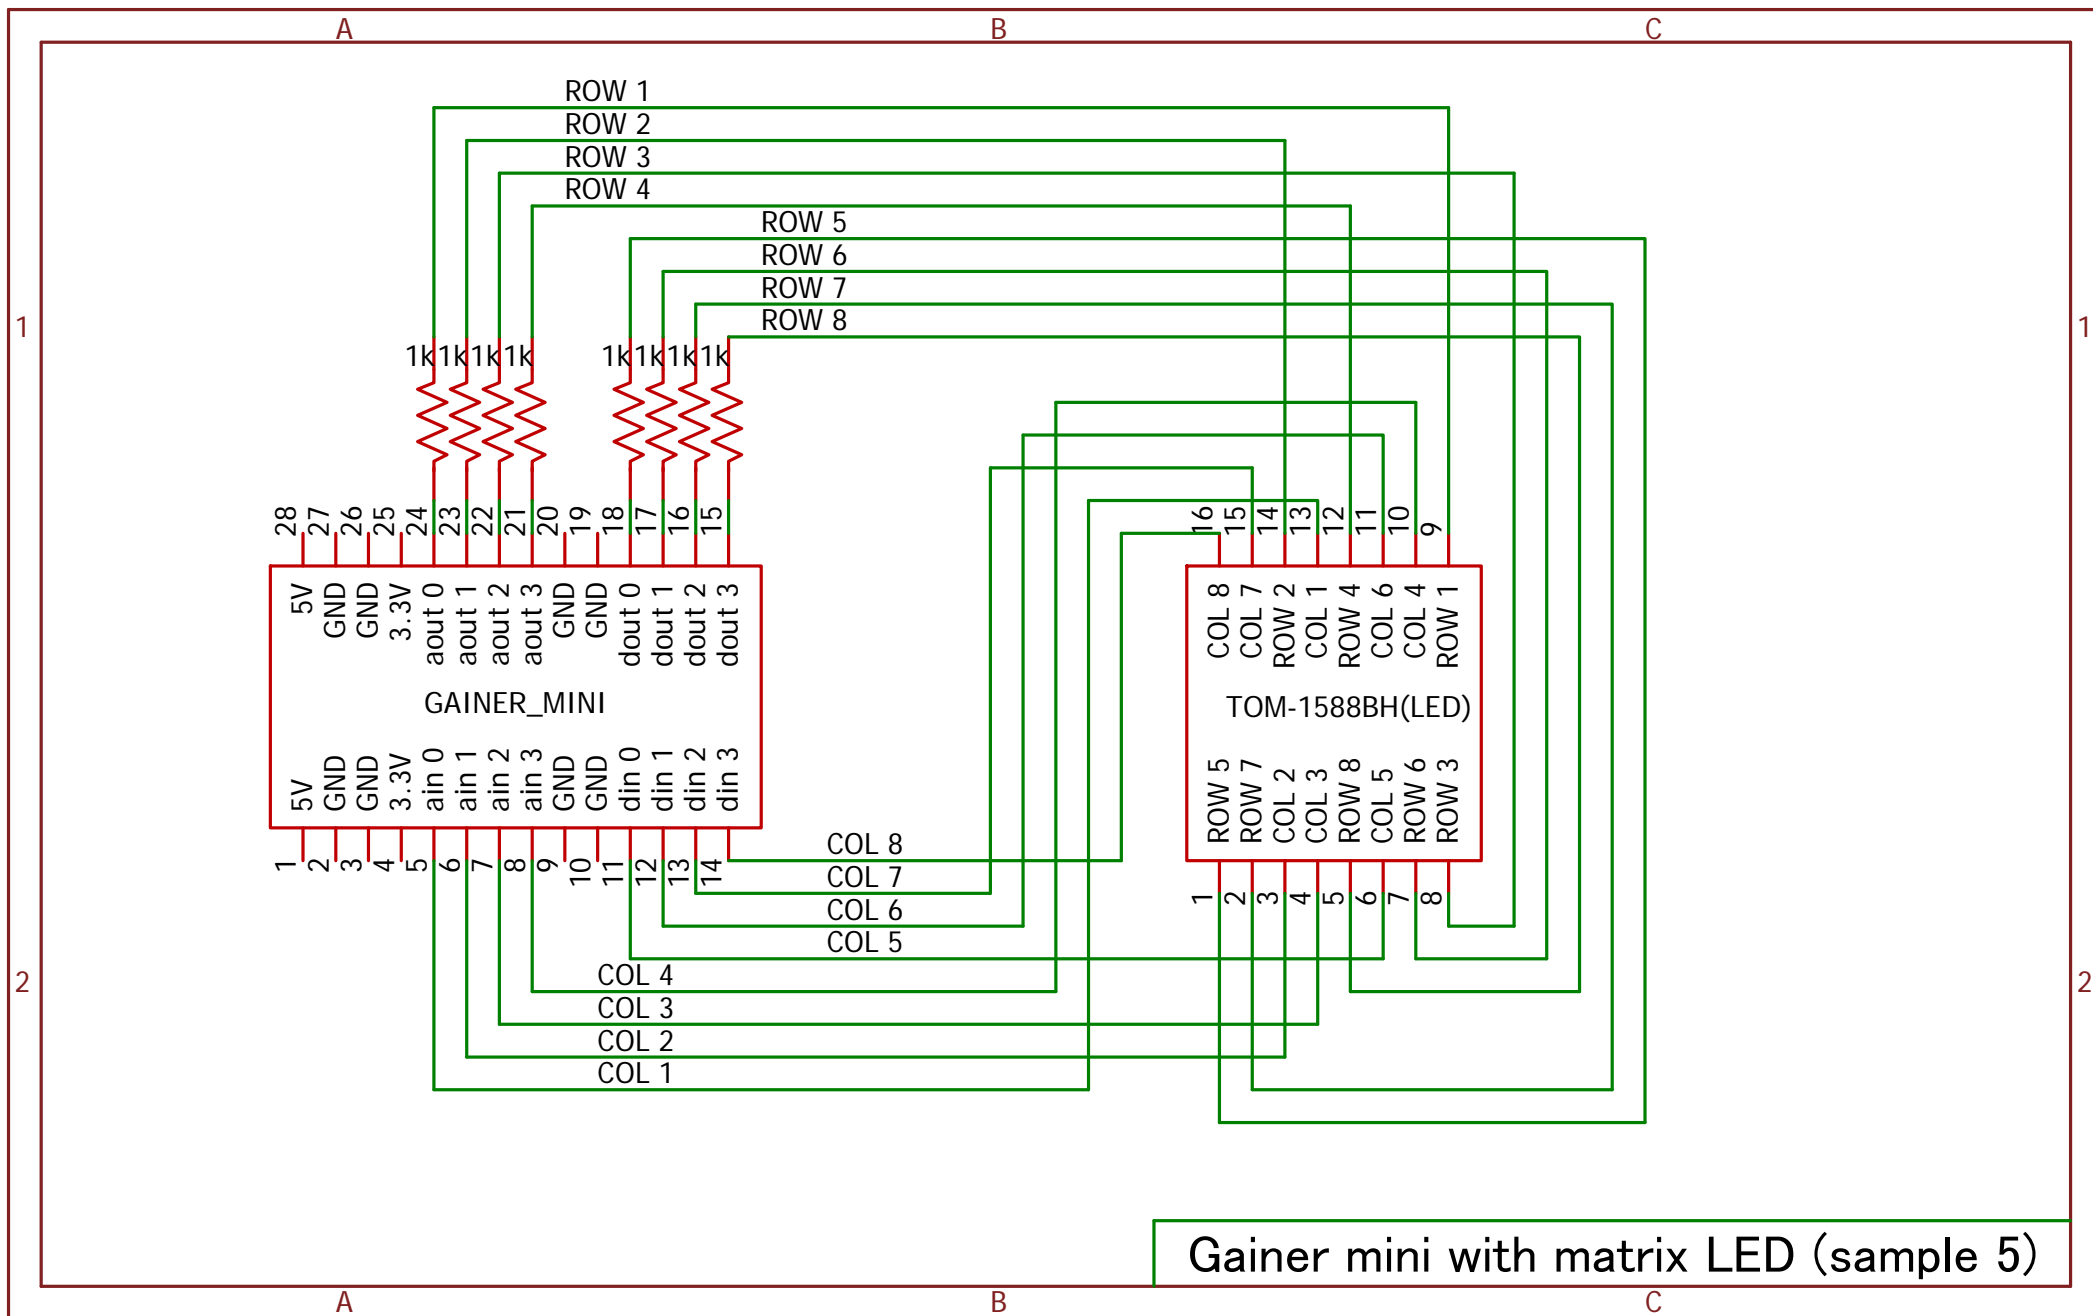 A B C
ROW 1
ROW 2
ROW 3
ROW 4
ROW 5
ROW 6
ROW 7
ROW 8
1 1
1k 1k 1k 1k 1k 1k 1k 1k
28 27 26 25 24 23 22 21 20 19 18 17 16 15
16 15 14 13 12 11 10 9
5V GND GND 3.3V aout 0 aout 1 aout 2 aout 3 GND GND dout 0 dout 1 dout 2 dout 3
COL 8 COL 7 ROW 2 COL 1 ROW 4 COL 6 COL 4 ROW 1
GAINER_MINI
TOM-1588BH(LED)
5V GND GND 3.3V ain 0 ain 1 ain 2 ain 3 GND GND din 0 din 1 din 2 din 3
ROW 5 ROW 7 COL 2 COL 3 ROW 8 COL 5 ROW 6 ROW 3
1 2 3 4 5 6 7 8 9 10 11 12 13 14
1 2 3 4 5 6 7 8
COL 8
COL 7
COL 6
COL 5
COL 4
COL 3
COL 2
COL 1
2 2
Gainer mini with matrix LED (sample 5)
A B C